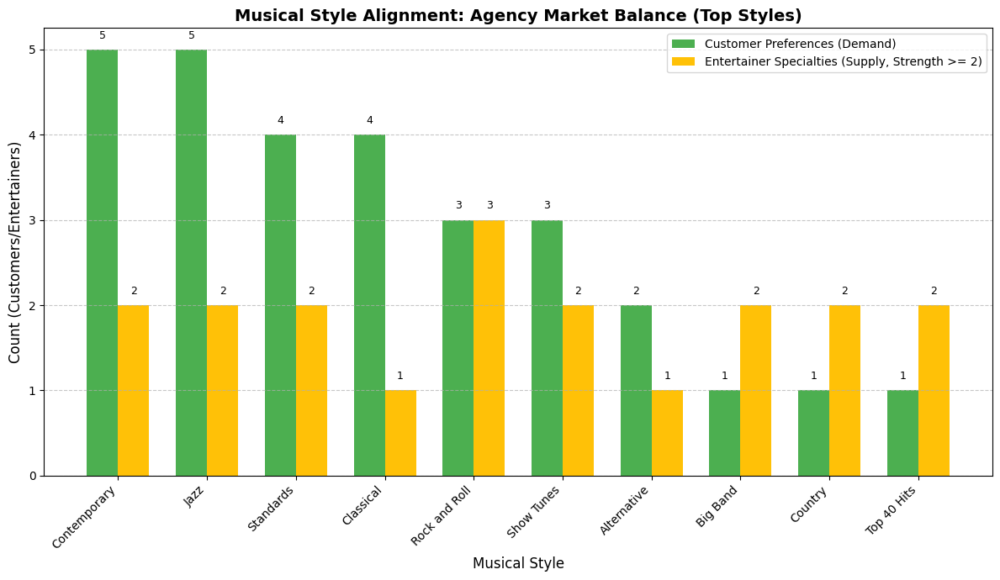 Musical Style Alignment: Agency Market Balance (Top Styles)
Customer Preferences (Demand)
Entertainer Specialties (Supply, Strength >= 2)
Count (Customers/Entertainers)
5
4
3
2
1
0
5
2
5
2
4
2
4
1
3
3
3
2
2
1
1
2
1
2
1
2
Contemporary
Jazz
Standards
Classical
Rock and Roll
Show Tunes
Alternative
Big Band
Country
Top 40 Hits
Musical Style